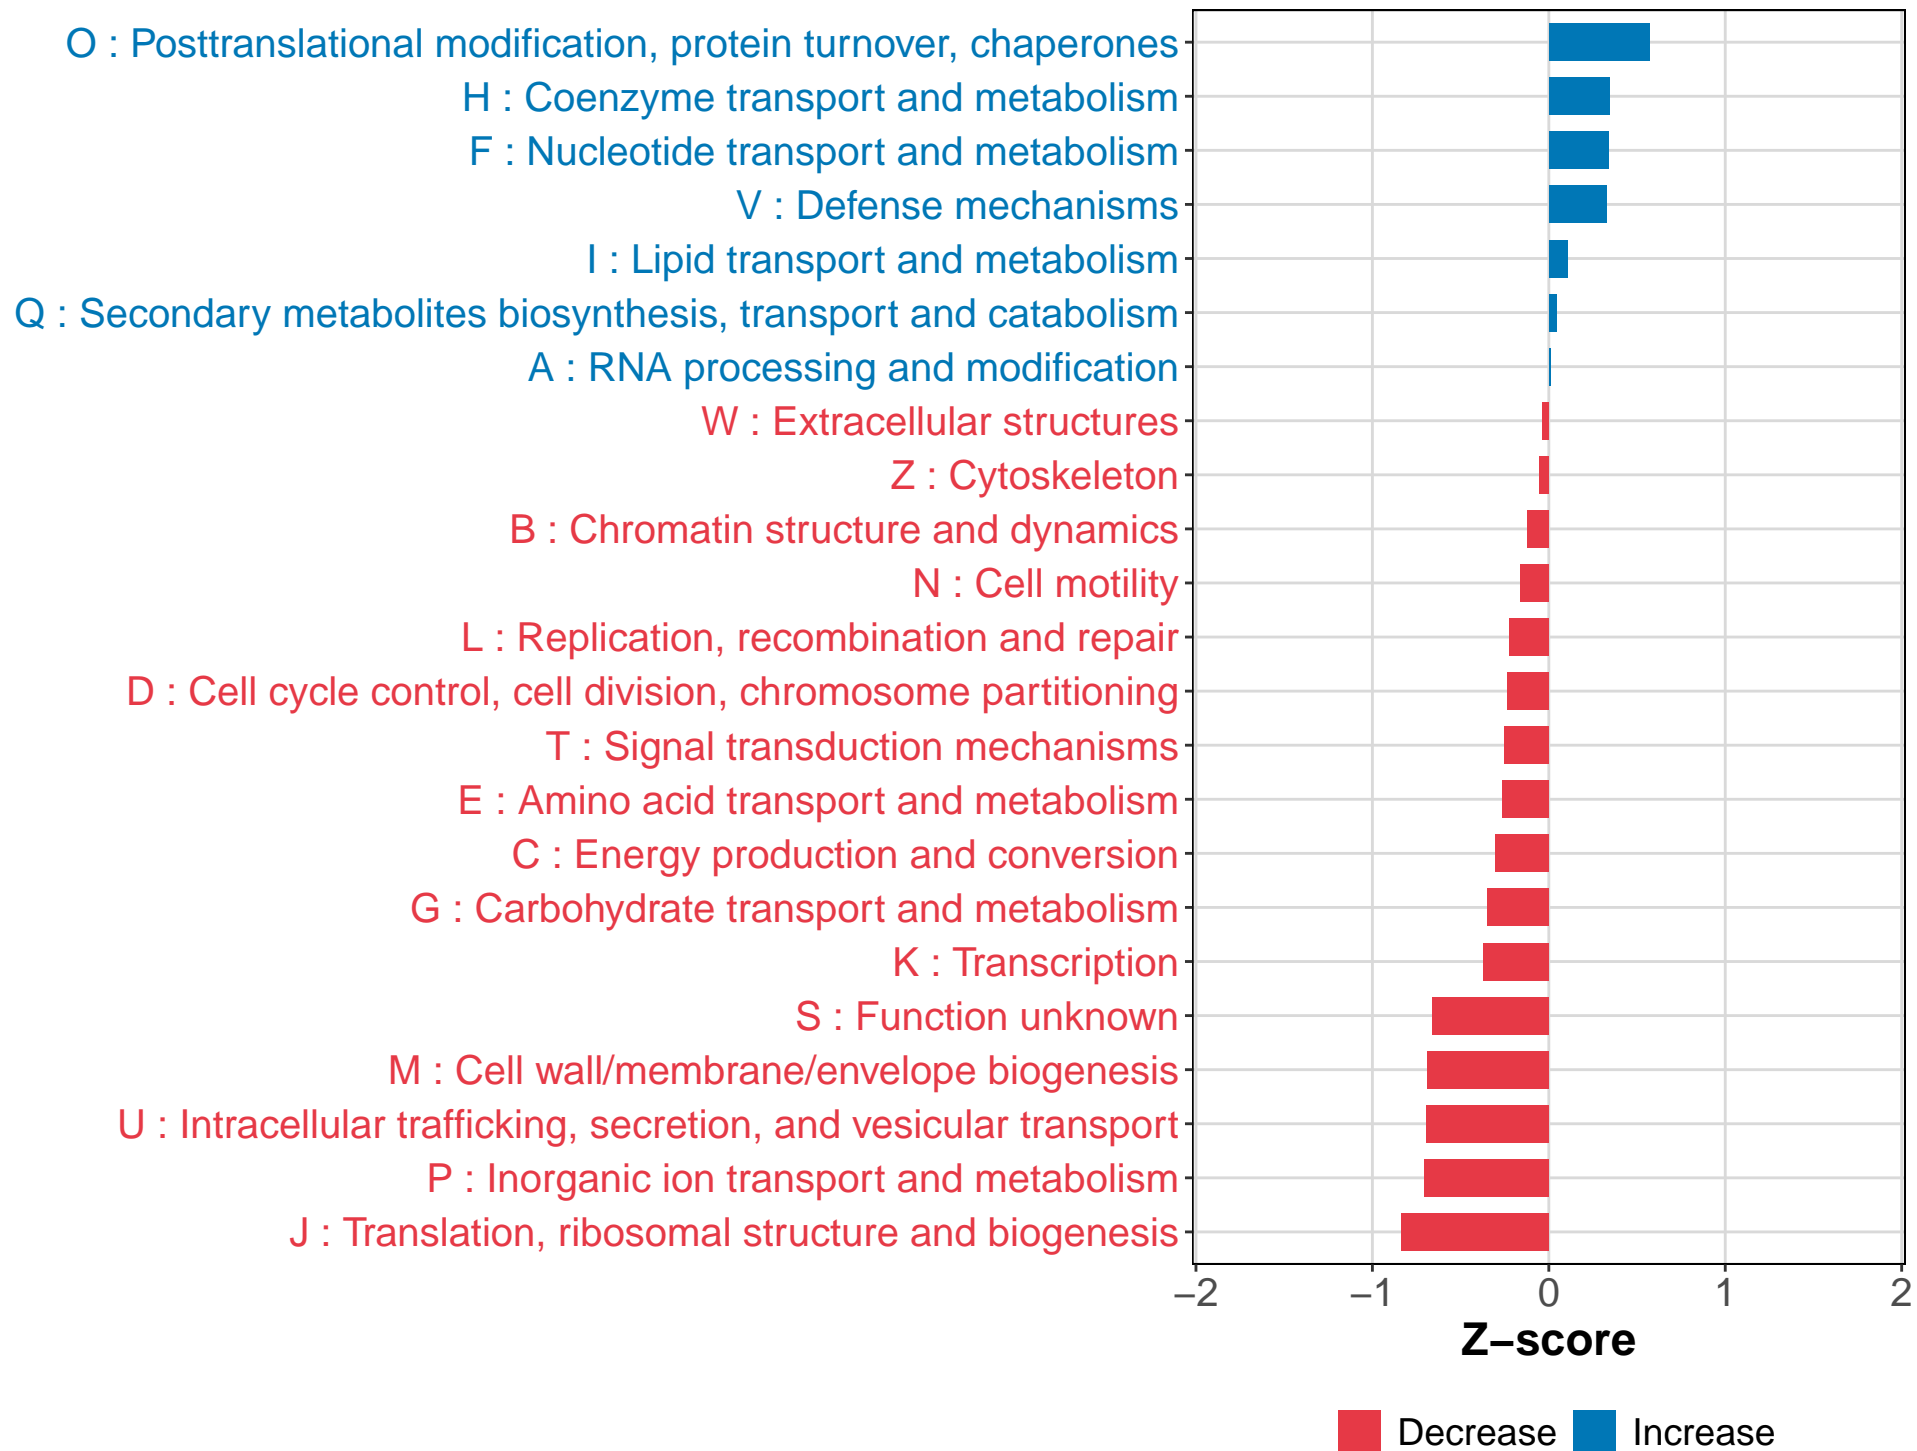 O : Posttranslational modification, protein turnover, chaperones
H : Coenzyme transport and metabolism
F : Nucleotide transport and metabolism
V : Defense mechanisms
I : Lipid transport and metabolism
Q : Secondary metabolites biosynthesis, transport and catabolism
A : RNA processing and modification
W : Extracellular structures
Z : Cytoskeleton
B : Chromatin structure and dynamics
N : Cell motility
L : Replication, recombination and repair
D : Cell cycle control, cell division, chromosome partitioning
T : Signal transduction mechanisms
E : Amino acid transport and metabolism
C : Energy production and conversion
G : Carbohydrate transport and metabolism
K : Transcription
S : Function unknown
M : Cell wall/membrane/envelope biogenesis
U : Intracellular trafficking, secretion, and vesicular transport
P : Inorganic ion transport and metabolism
J : Translation, ribosomal structure and biogenesis
−2 −1 0 1 2
Z−score
Decrease Increase